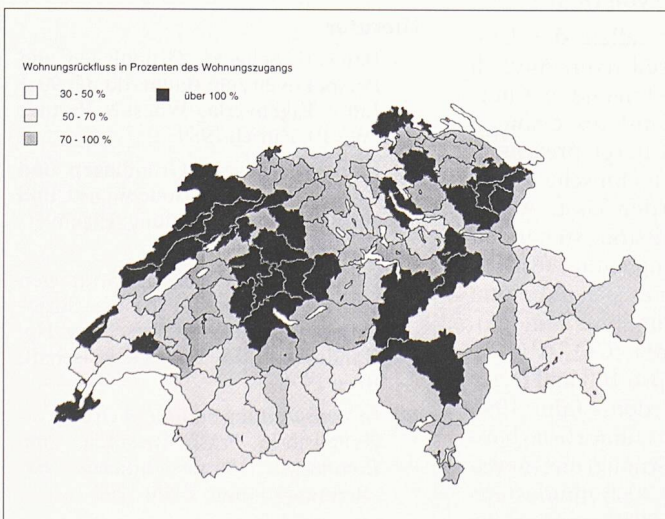 Wohnungsrückfluss in Prozenten des Wohnungszugangs
30 - 50 %
über 100 %
50 - 70 %
70 - 100 %